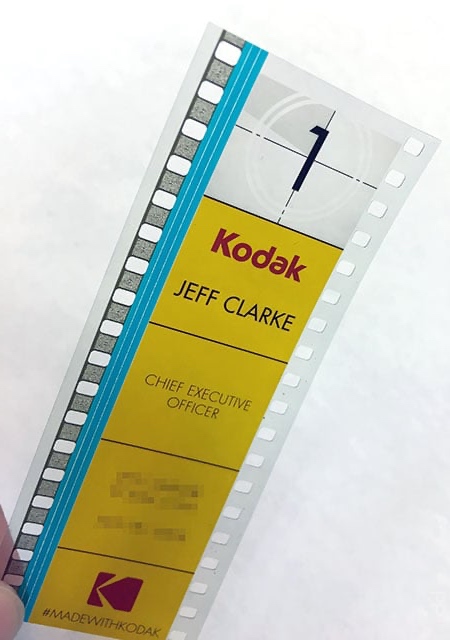 1
Kodak
JEFF CLARKE
CHIEF EXECUTIVE
OFFICER
#MADEWITHKODAK